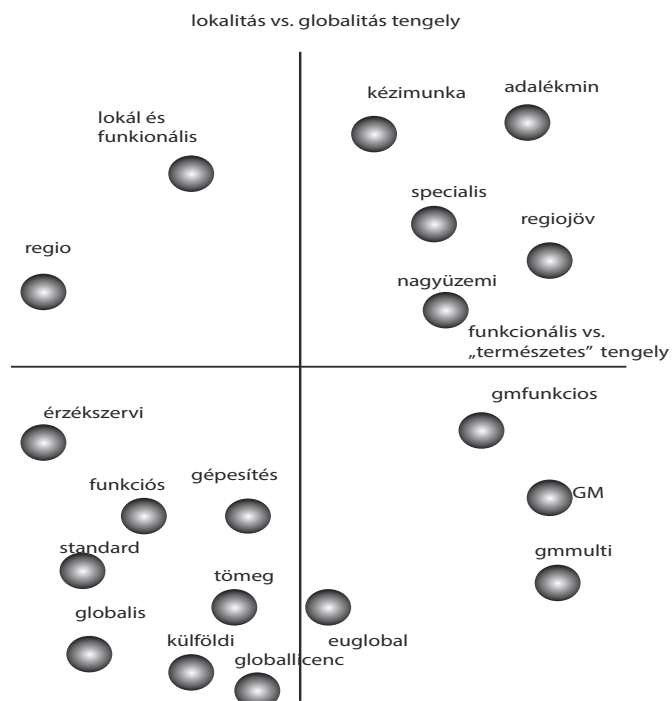 lokalitás vs. globalitás tengely
kézimunka
adalékmin
lokál és
funkionális
specialis
regiojöv
regio
nagyüzemi
funkcionális vs.
„természetes” tengely
gmfunkcios
érzékszervi
gépesítés
funkciós
GM
standard
gmmulti
tömeg
globalis
külföldi
euglobal
globallicenc